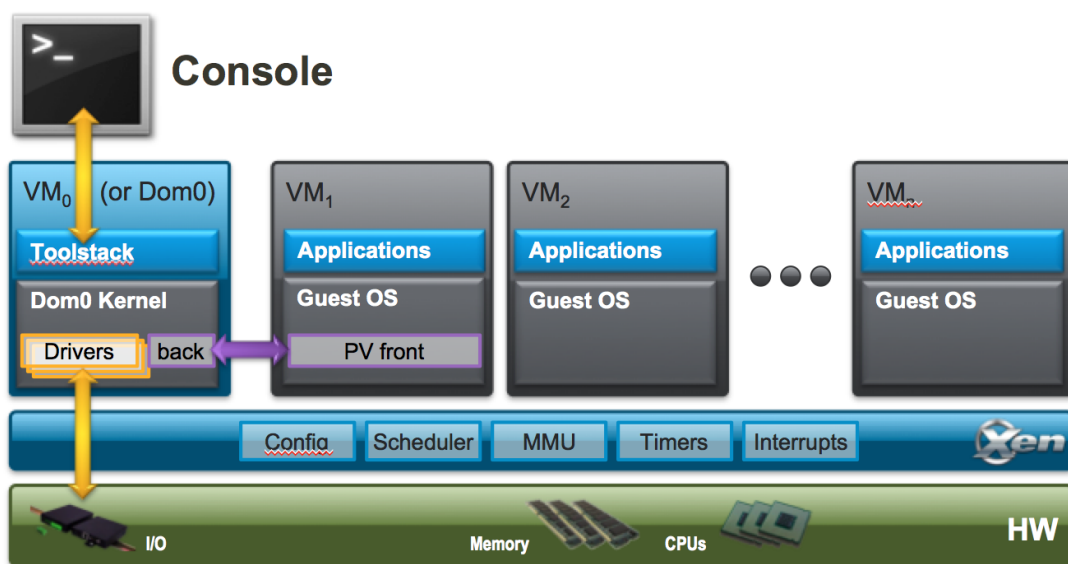 >_
Console
VM0 (or Dom0)
Toolstack
Dom0 Kernel
Drivers
back
VM1
Applications
Guest OS
PV front
VM2
Applications
Guest OS
VMn
Applications
Guest OS
Config
Scheduler
MMU
Timers
Interrupts
Xen
I/O
Memory
CPUs
HW